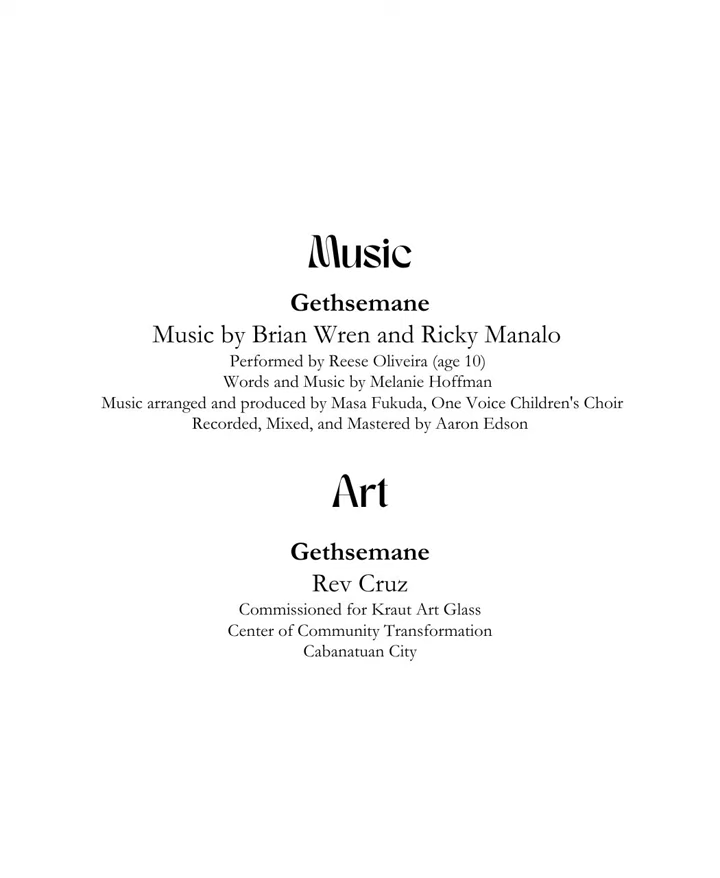 Music
Gethsemane
Music by Brian Wren and Ricky Manalo
Performed by Reese Oliveira (age 10)
Words and Music by Melanie Hoffman
Music arranged and produced by Masa Fukuda, One Voice Children's Choir
Recorded, Mixed, and Mastered by Aaron Edson
Art
Gethsemane
Rev Cruz
Commissioned for Kraut Art Glass
Center of Community Transformation
Cabanatuan City